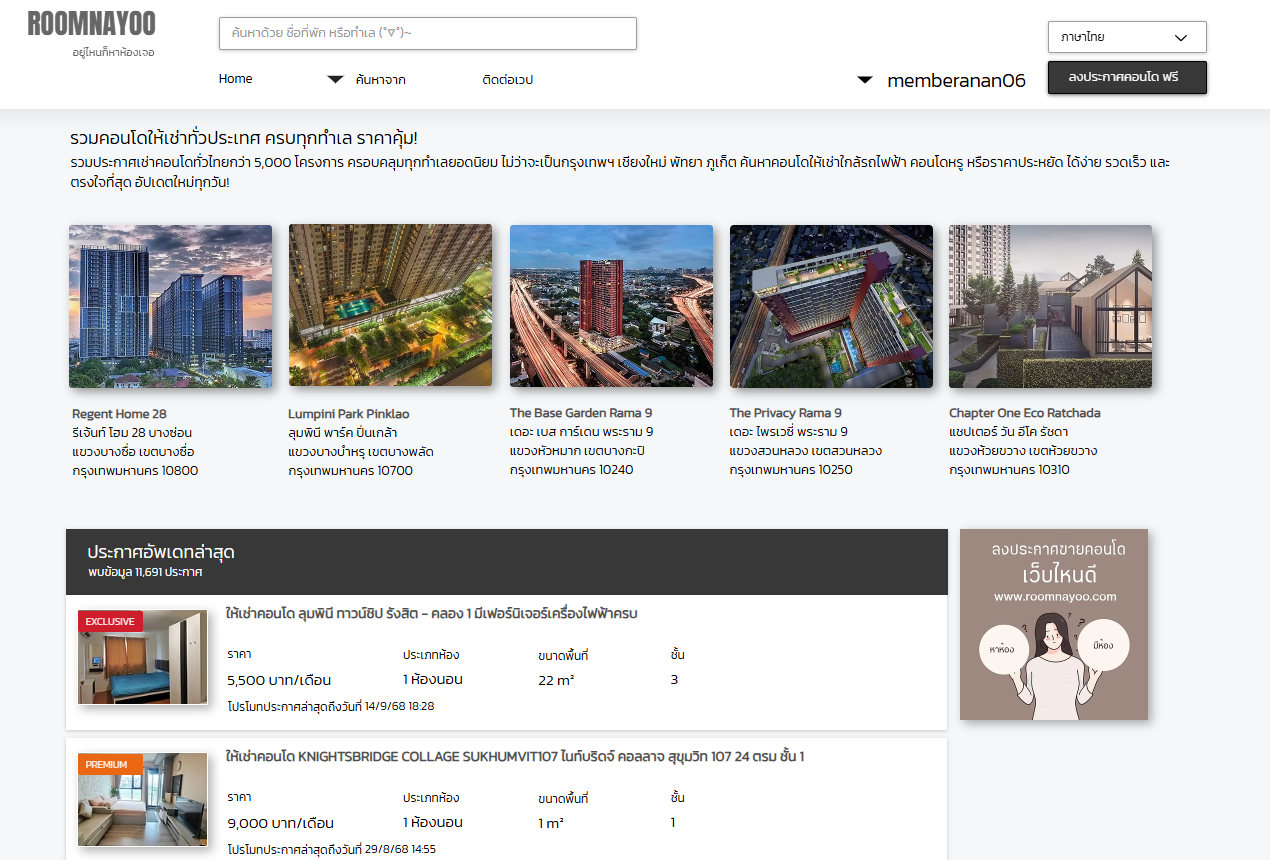 ROOMNAYOO
อยู่ไหนก็หาห้องเจอ
ค้นหาด้วย ชื่อที่พัก หรือทำเล (°∇°)~
ภาษาไทย
Home
ค้นหาจาก
ติดต่อเวป
memberanan06
ลงประกาศคอนโด ฟรี
รวมคอนโดให้เช่าทั่วประเทศ ครบทุกทำเล ราคาคุ้ม!
รวมประกาศเช่าคอนโดทั่วไทยกว่า 5,000 โครงการ ครอบคลุมทุกทำเลยอดนิยม ไม่ว่าจะเป็นกรุงเทพฯ เชียงใหม่ พัทยา ภูเก็ต ค้นหาคอนโดให้เช่าใกล้รถไฟฟ้า คอนโดหรู หรือราคาประหยัด ได้ง่าย รวดเร็ว และ
ตรงใจที่สุด อัปเดตใหม่ทุกวัน!
Regent Home 28
รีเจ้นท์ โฮม 28 บางซ่อน
แขวงบางซื่อ เขตบางซื่อ
กรุงเทพมหานคร 10800
Lumpini Park Pinklao
ลุมพินี พาร์ค ปิ่นเกล้า
แขวงบางบำหรุ เขตบางพลัด
กรุงเทพมหานคร 10700
The Base Garden Rama 9
เดอะ เบส การ์เดน พระราม 9
แขวงหัวหมาก เขตบางกะปิ
กรุงเทพมหานคร 10240
The Privacy Rama 9
เดอะ ไพรเวซี่ พระราม 9
แขวงสวนหลวง เขตสวนหลวง
กรุงเทพมหานคร 10250
Chapter One Eco Ratchada
แชปเตอร์ วัน อีโค รัชดา
แขวงห้วยขวาง เขตห้วยขวาง
กรุงเทพมหานคร 10310
ประกาศอัพเดทล่าสุด
พบข้อมูล 11,691 ประกาศ
EXCLUSIVE
ให้เช่าคอนโด ลุมพินี ทาวน์ชิป รังสิต - คลอง 1 มีเฟอร์นิเจอร์เครื่องไฟฟ้าครบ
ราคา ประเภทห้อง ขนาดพื้นที่ ชั้น
5,500 บาท/เดือน 1 ห้องนอน 22 m² 3
โปรโมทประกาศล่าสุดถึงวันที่ 14/9/68 18:28
PREMIUM
ให้เช่าคอนโด KNIGHTSBRIDGE COLLAGE SUKHUMVIT107 ไนท์บริดจ์ คอลลาจ สุขุมวิท 107 24 ตรม ชั้น 1
ราคา ประเภทห้อง ขนาดพื้นที่ ชั้น
9,000 บาท/เดือน 1 ห้องนอน 1 m² 1
โปรโมทประกาศล่าสุดถึงวันที่ 29/8/68 14:55
ลงประกาศขายคอนโด
เว็บไหนดี
www.roomnayoo.com
หาห้อง
มีห้อง